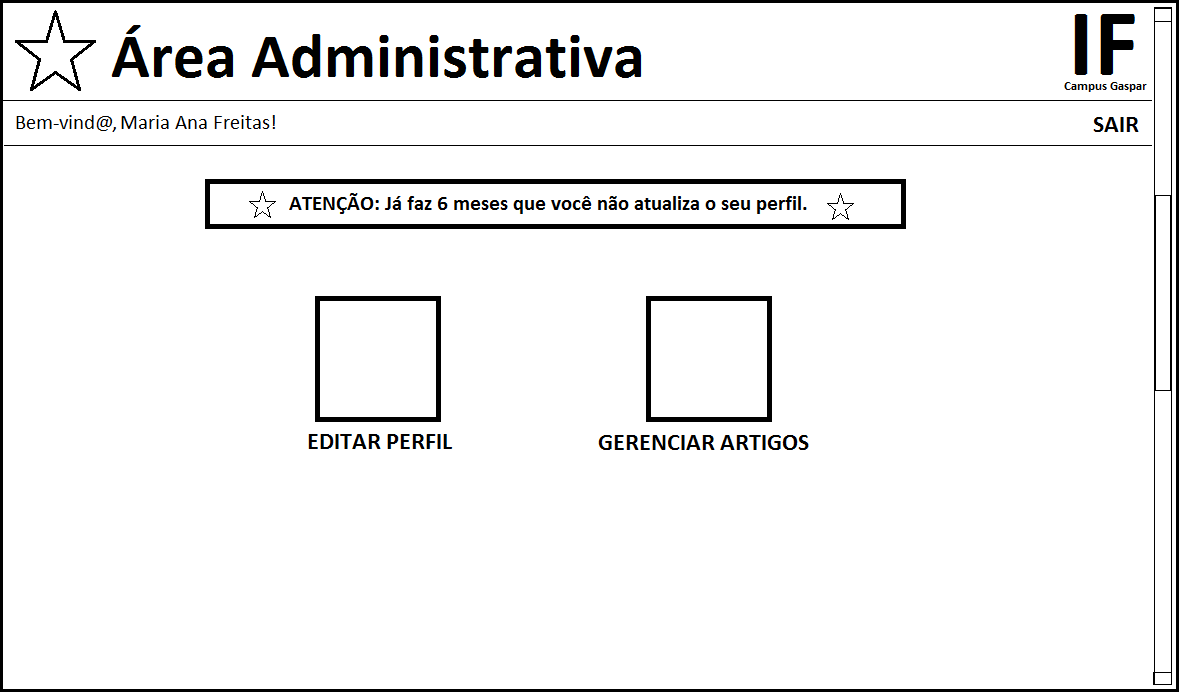 Área Administrativa
IF
Campus Gaspar
Bem-vind@, Maria Ana Freitas!
SAIR
ATENÇÃO: Já faz 6 meses que você não atualiza o seu perfil.
EDITAR PERFIL
GERENCIAR ARTIGOS